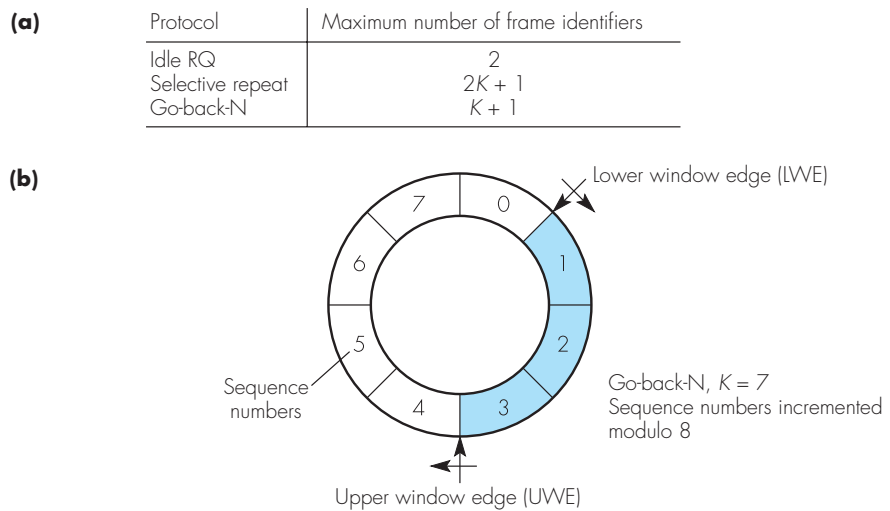 (a)
Protocol Maximum number of frame identifiers
Idle RQ 2
Selective repeat 2K + 1
Go-back-N K + 1
(b)
Lower window edge (LWE)
0
1
2
3
4
5
6
7
Sequence
numbers
Go-back-N, K = 7
Sequence numbers incremented
modulo 8
Upper window edge (UWE)